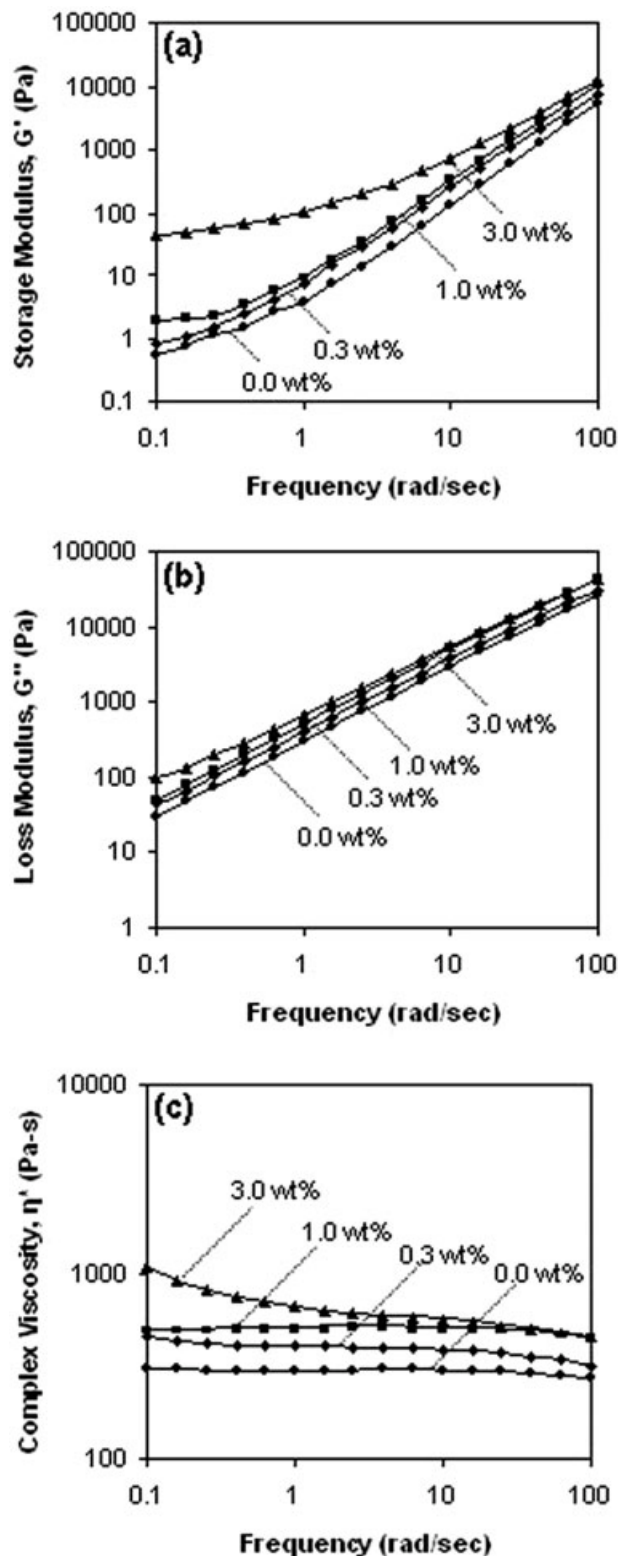 (a)
Storage Modulus, G' (Pa)
100000
10000
1000
100
10
1
0.1
3.0 wt%
1.0 wt%
0.3 wt%
0.0 wt%
0.1 1 10 100
Frequency (rad/sec)
(b)
Loss Modulus, G'' (Pa)
100000
10000
1000
100
10
1
3.0 wt%
1.0 wt%
0.3 wt%
0.0 wt%
0.1 1 10 100
Frequency (rad/sec)
(c)
Complex Viscosity, η* (Pa-s)
10000
1000
100
3.0 wt%
1.0 wt%
0.3 wt%
0.0 wt%
0.1 1 10 100
Frequency (rad/sec)